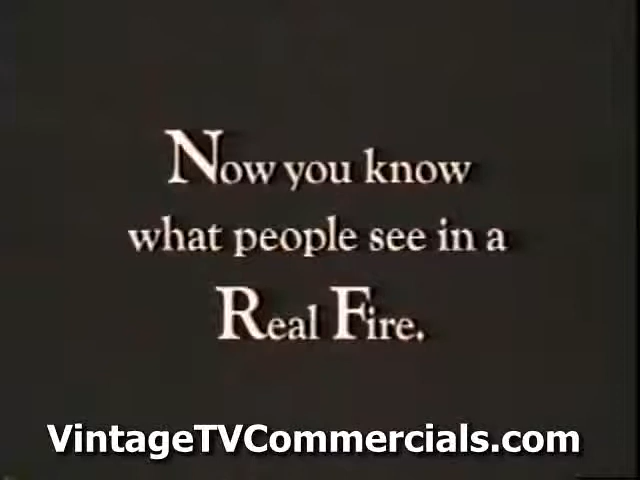 Now you know
what people see in a
Real Fire.
VintageTVCommercials.com